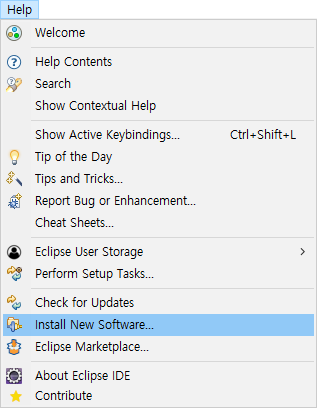 Help
Welcome
Help Contents
Search
Show Contextual Help
Show Active Keybindings... Ctrl+Shift+L
Tip of the Day
Tips and Tricks...
Report Bug or Enhancement...
Cheat Sheets...
Eclipse User Storage
Perform Setup Tasks...
Check for Updates
Install New Software...
Eclipse Marketplace...
About Eclipse IDE
Contribute